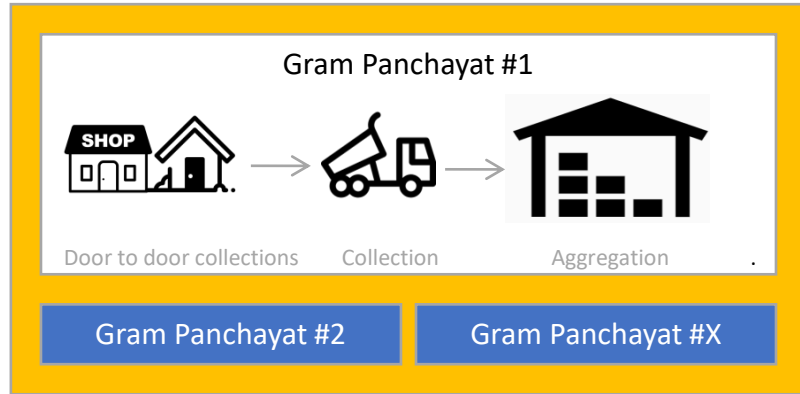 Gram Panchayat #1
SHOP
Door to door collections
Collection
Aggregation
.
Gram Panchayat #2
Gram Panchayat #X